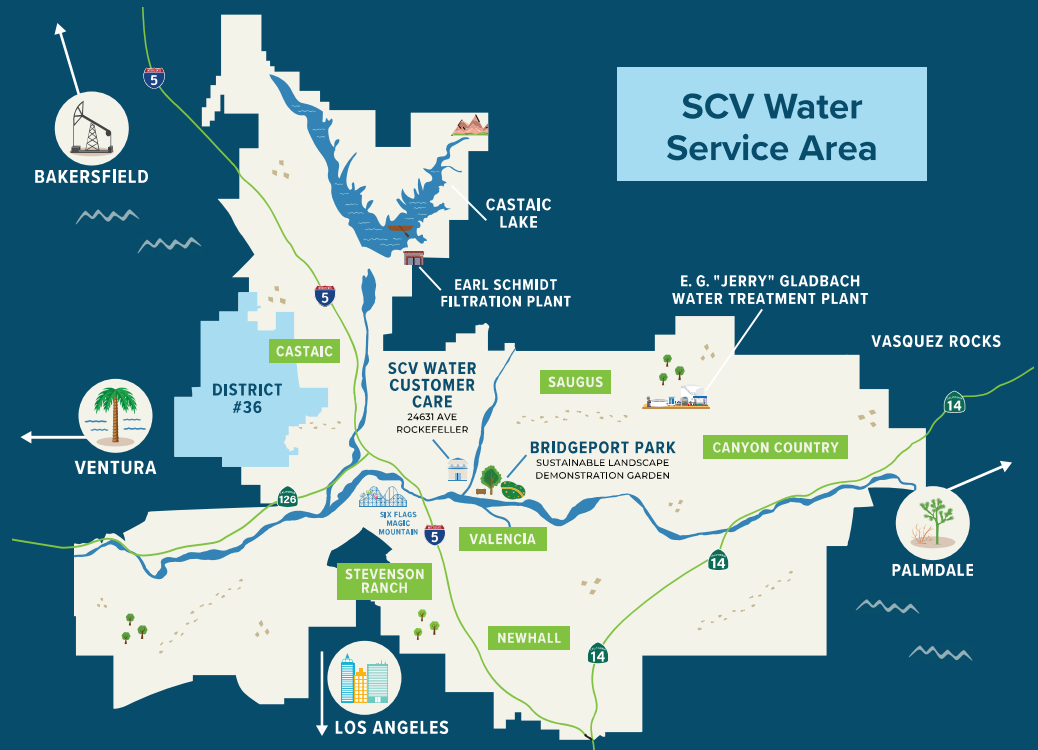 SCV Water
Service Area
5
BAKERSFIELD
CASTAIC
LAKE
EARL SCHMIDT
FILTRATION PLANT
E. G. "JERRY" GLADBACH
WATER TREATMENT PLANT
5
VASQUEZ ROCKS
CASTAIC
SCV WATER
CUSTOMER
CARE
24631 AVE
ROCKEFELLER
SAUGUS
DISTRICT
#36
14
BRIDGEPORT PARK
SUSTAINABLE LANDSCAPE
DEMONSTRATION GARDEN
CANYON COUNTRY
VENTURA
126
SIX FLAGS
MAGIC
MOUNTAIN
5
VALENCIA
14
PALMDALE
STEVENSON
RANCH
NEWHALL
14
LOS ANGELES